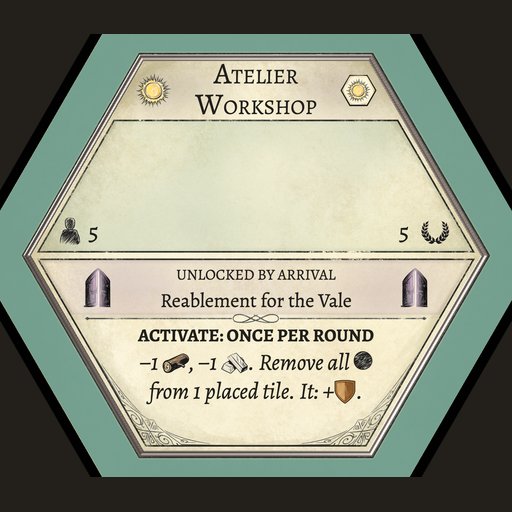 Atelier
Workshop
5
5
UNLOCKED BY ARRIVAL
Reablement for the Vale
ACTIVATE: ONCE PER ROUND
–1 , –1 . Remove all
from 1 placed tile. It: + .